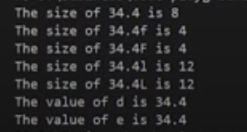 The size of 34.4 is 8
The size of 34.4f is 4
The size of 34.4F is 4
The size of 34.4l is 12
The size of 34.4L is 12
The value of d is 34.4
The value of e is 34.4